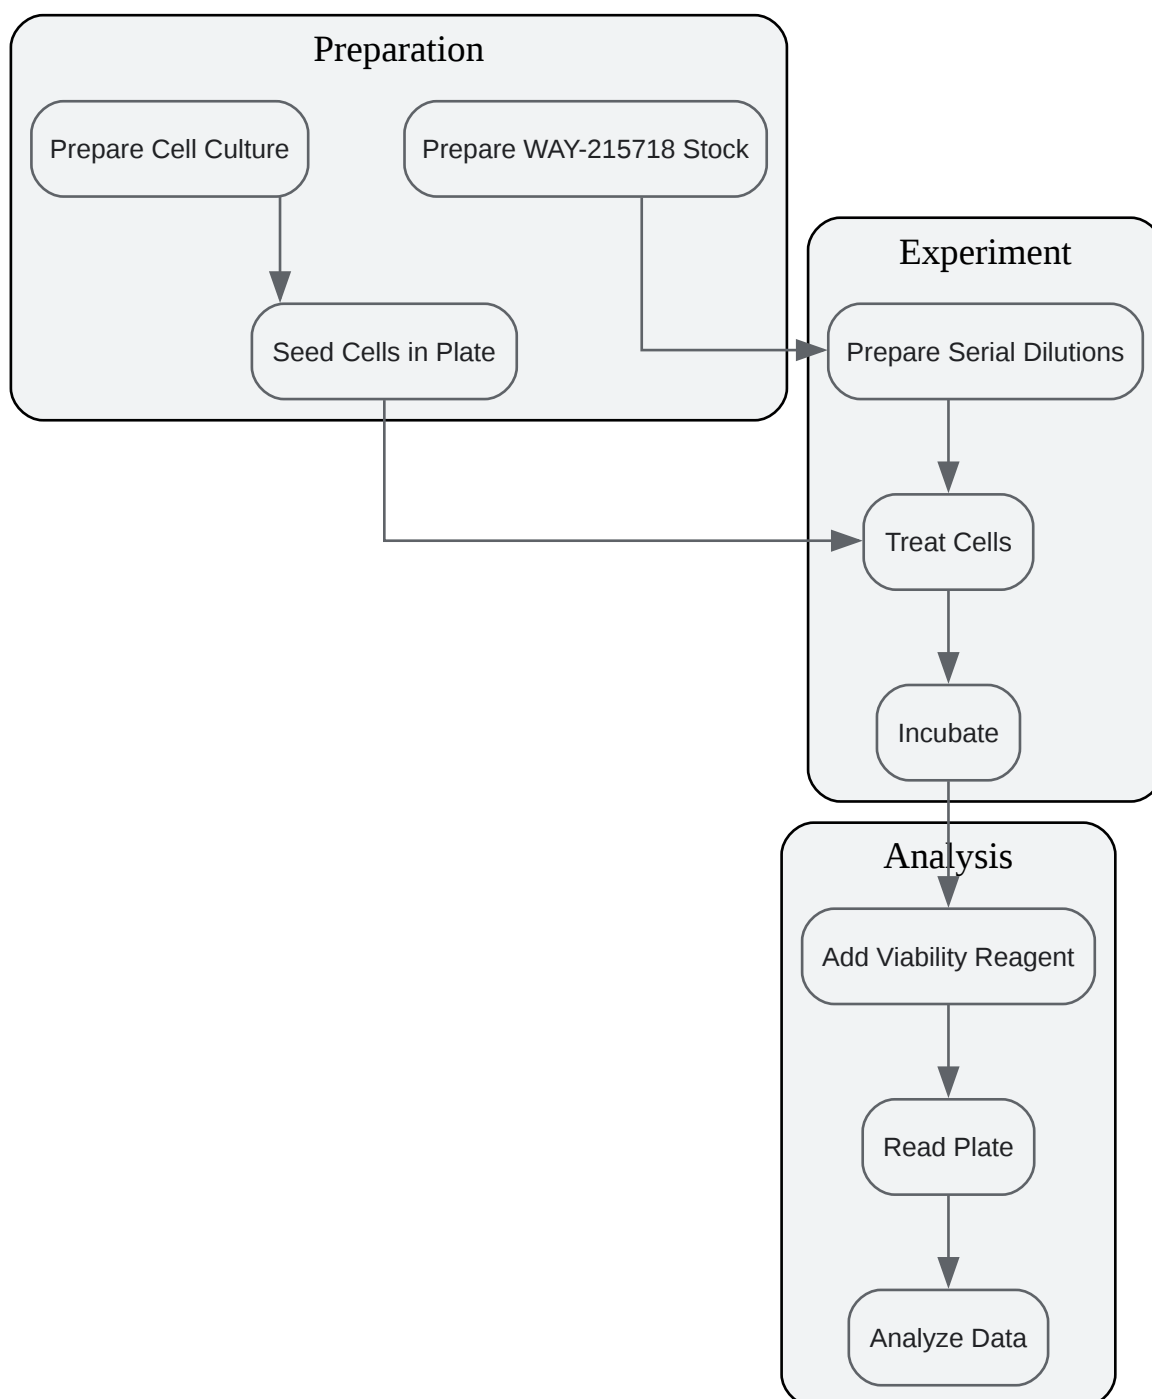 Preparation
Prepare Cell Culture
Prepare WAY-215718 Stock
Seed Cells in Plate
Experiment
Prepare Serial Dilutions
Treat Cells
Incubate
Analysis
Add Viability Reagent
Read Plate
Analyze Data